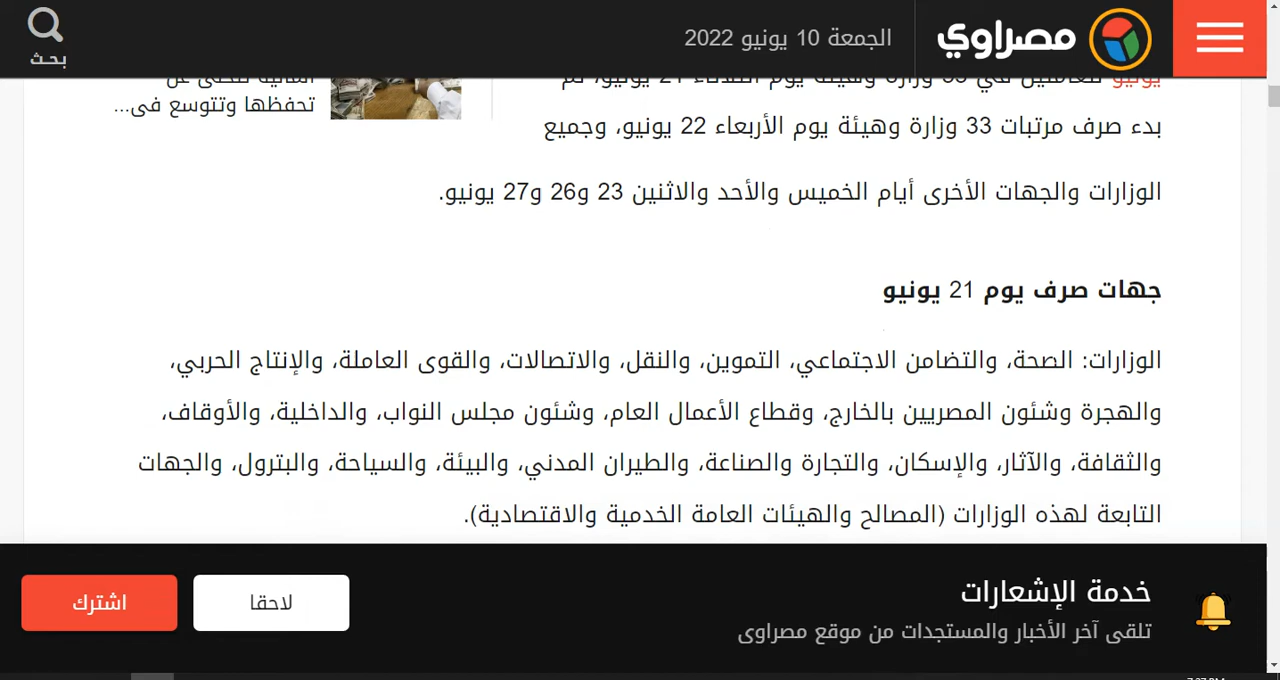 مصراوي
الجمعة 10 يونيو 2022
بحث
تحفظها وتتوسع فى...
بدء صرف مرتبات 33 وزارة وهيئة يوم الأربعاء 22 يونيو، وجميع
الوزارات والجهات الأخرى أيام الخميس والأحد والاثنين 23 و26 و27 يونيو.
جهات صرف يوم 21 يونيو
الوزارات: الصحة، والتضامن الاجتماعي، التموين، والنقل، والاتصالات، والقوى العاملة، والإنتاج الحربي،
والهجرة وشئون المصريين بالخارج، وقطاع الأعمال العام، وشئون مجلس النواب، والداخلية، والأوقاف،
والثقافة، والآثار، والإسكان، والتجارة والصناعة، والطيران المدني، والبيئة، والسياحة، والبترول، والجهات
التابعة لهذه الوزارات (المصالح والهيئات العامة الخدمية والاقتصادية).
خدمة الإشعارات
تلقى آخر الأخبار والمستجدات من موقع مصراوى
لاحقا
اشترك